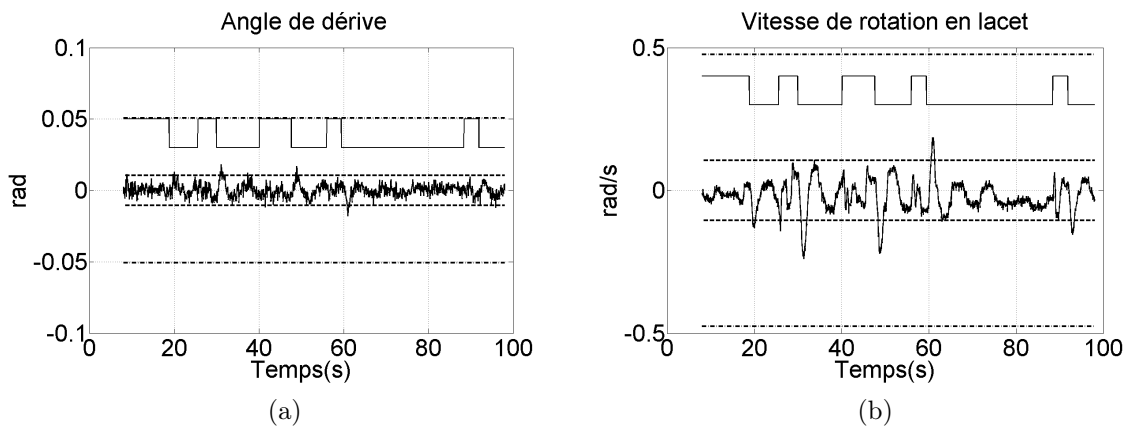 Angle de dérive
0.1
0.05
0
-0.05
-0.1
rad
0 20 40 60 80 100
Temps(s)
(a)
Vitesse de rotation en lacet
0.5
0
-0.5
rad/s
0 20 40 60 80 100
Temps(s)
(b)